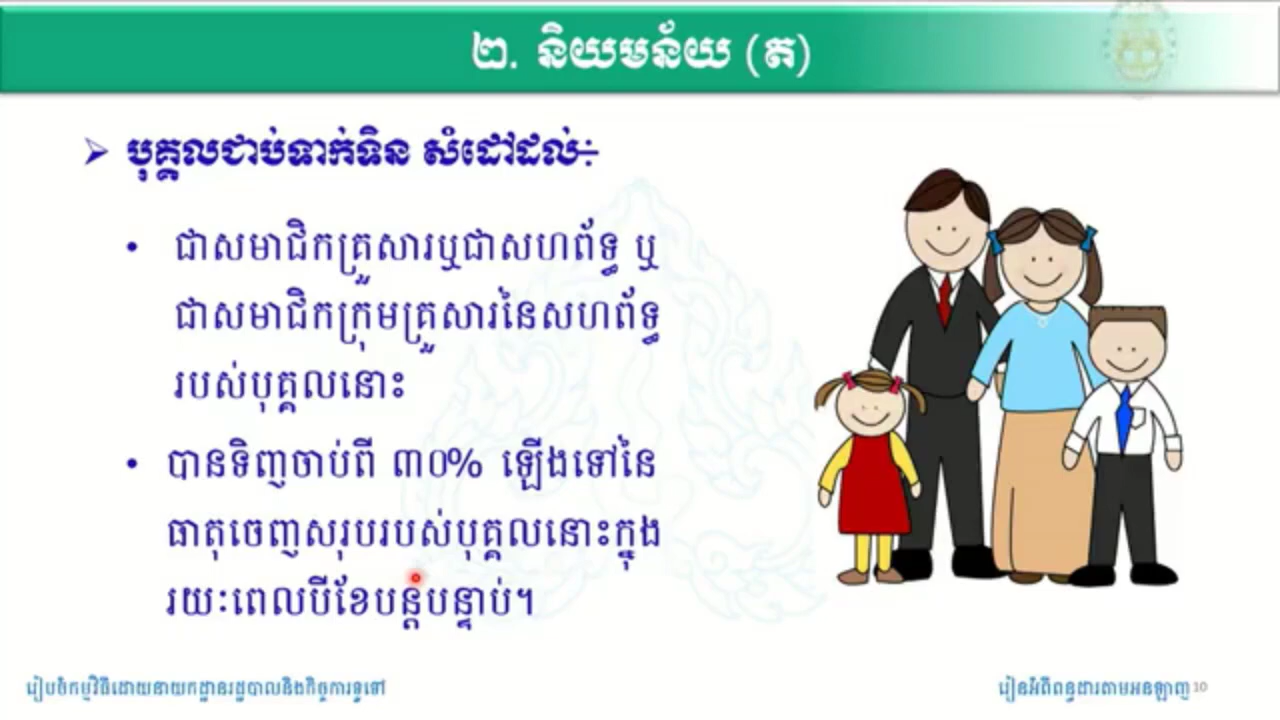 ២. និយមន័យ (ត)
➢ បុគ្គលជាប់ទាក់ទិន សំដៅដល់÷
• ជាសមាជិកគ្រួសារឬជាសហព័ទ្ធ ឬ
ជាសមាជិកក្រុមគ្រួសារនៃសហព័ទ្ធ
របស់បុគ្គលនោះ
• បានទិញចាប់ពី ៣០% ឡើងទៅនៃ
ធាតុចេញសរុបរបស់បុគ្គលនោះក្នុង
រយៈពេលបីខែបន្តបន្ទាប់។
រៀបចំកម្មវិធីដោយនាយកដ្ឋានរដ្ឋបាលនិងកិច្ចការទូទៅ
រៀនអំពីពន្ធដារតាមអនឡាញ 10